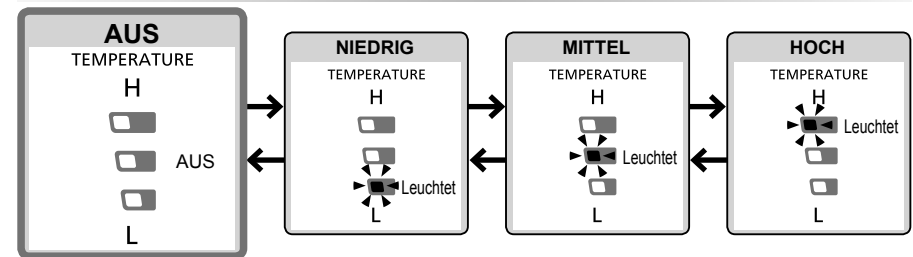 AUS
TEMPERATURE
H
AUS
L
NIEDRIG
TEMPERATURE
H
Leuchtet
L
MITTEL
TEMPERATURE
H
Leuchtet
L
HOCH
TEMPERATURE
H
Leuchtet
L